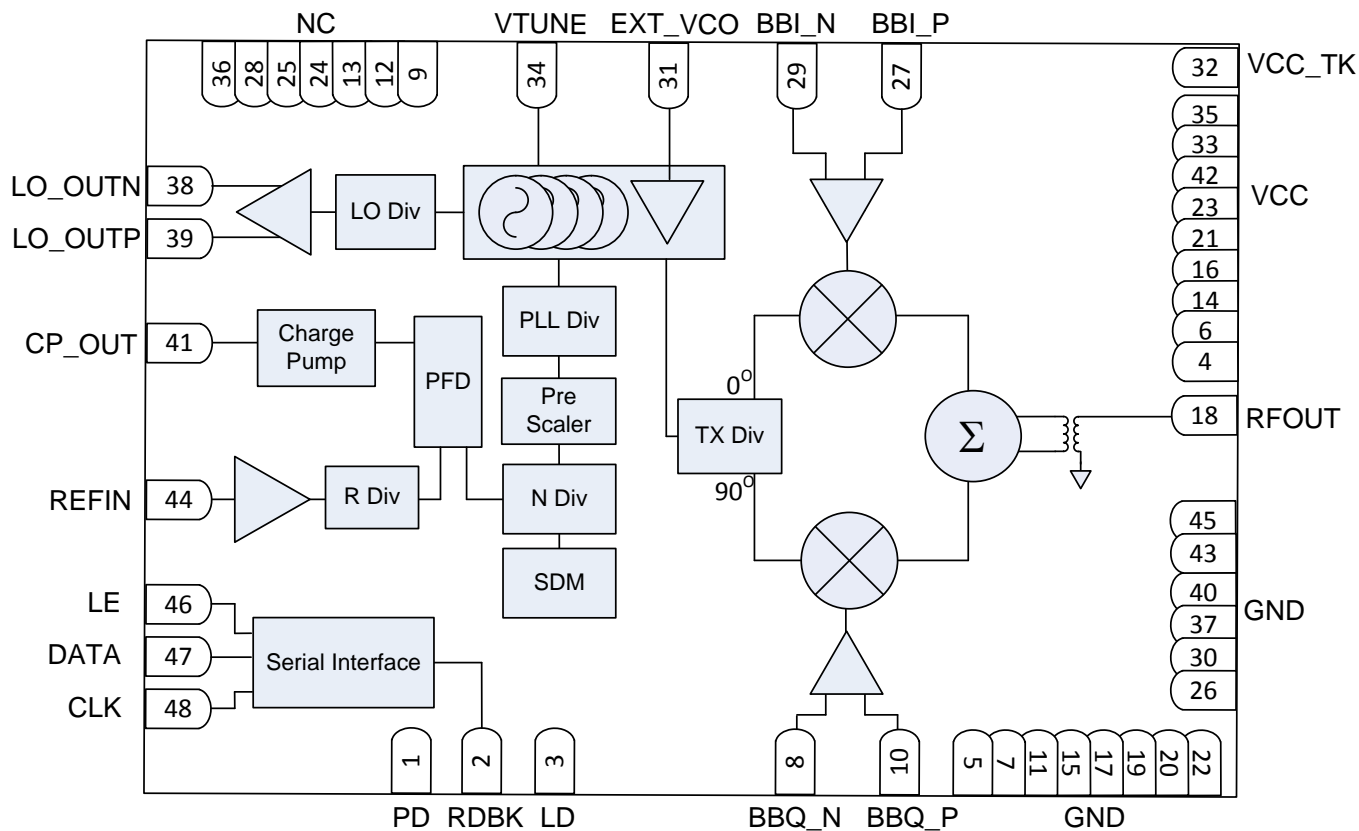 NC VTUNE EXT_VCO BBI_N BBI_P
36 28 25 24 13 12 9 34 31 29 27
32 VCC_TK
35
33
42
23 VCC
21
16
14
6
4
LO_OUTN 38
LO_OUTP 39
LO Div
CP_OUT 41
Charge
Pump
PFD
PLL Div
Pre
Scaler
0O
TX Div
90O
Σ
18 RFOUT
REFIN 44
R Div
N Div
SDM
LE 46
DATA 47
CLK 48
Serial Interface
45
43
40
37 GND
30
26
1 2 3 8 10 5 7 11 15 17 19 20 22
PD RDBK LD BBQ_N BBQ_P GND